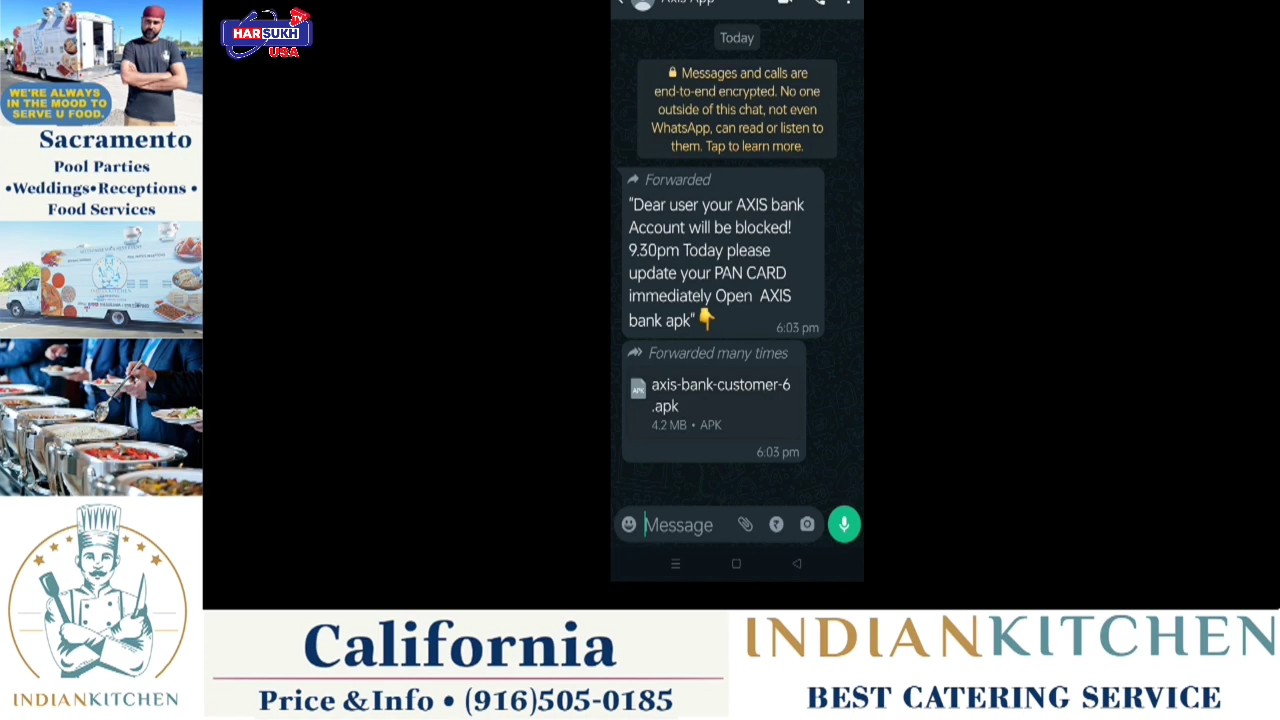 WE'RE ALWAYS
IN THE MOOD TO
SERVE U FOOD.
Sacramento
Pool Parties
•Weddings•Receptions •
Food Services
INDIANKITCHEN
HARSUKH
TV
USA
Today
Messages and calls are
end-to-end encrypted. No one
outside of this chat, not even
WhatsApp, can read or listen to
them. Tap to learn more.
Forwarded
"Dear user your AXIS bank
Account will be blocked!
9.30pm Today please
update your PAN CARD
immediately Open AXIS
bank apk"👇
6:03 pm
Forwarded many times
APK
axis-bank-customer-6
.apk
4.2 MB • APK
6:03 pm
Message
California
Price & Info • (916)505-0185
INDIANKITCHEN
BEST CATERING SERVICE